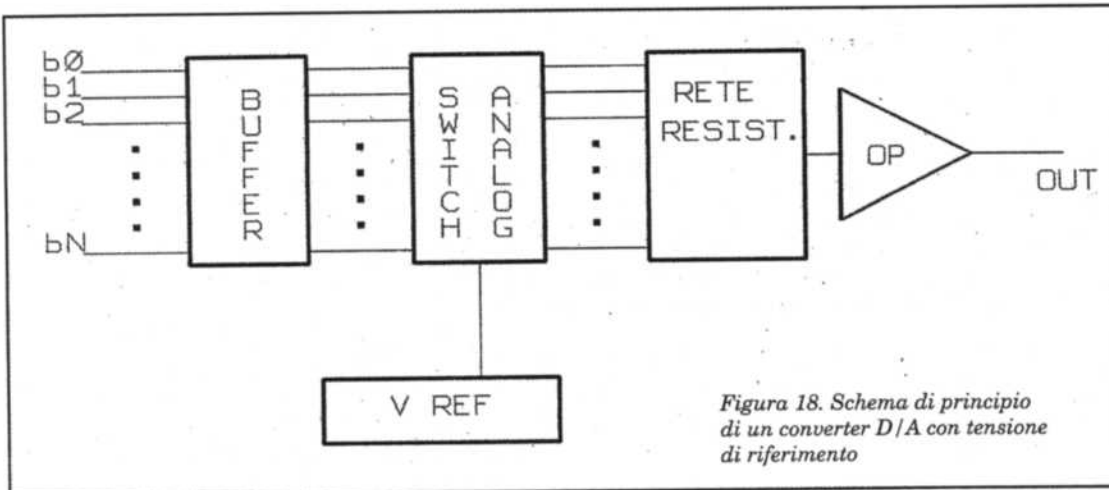 bØ
b1
b2
bN
BUFFER
SWITCH
ANALOG
RETE
RESIST.
OP
OUT
V REF
Figura 18. Schema di principio
di un converter D/A con tensione
di riferimento